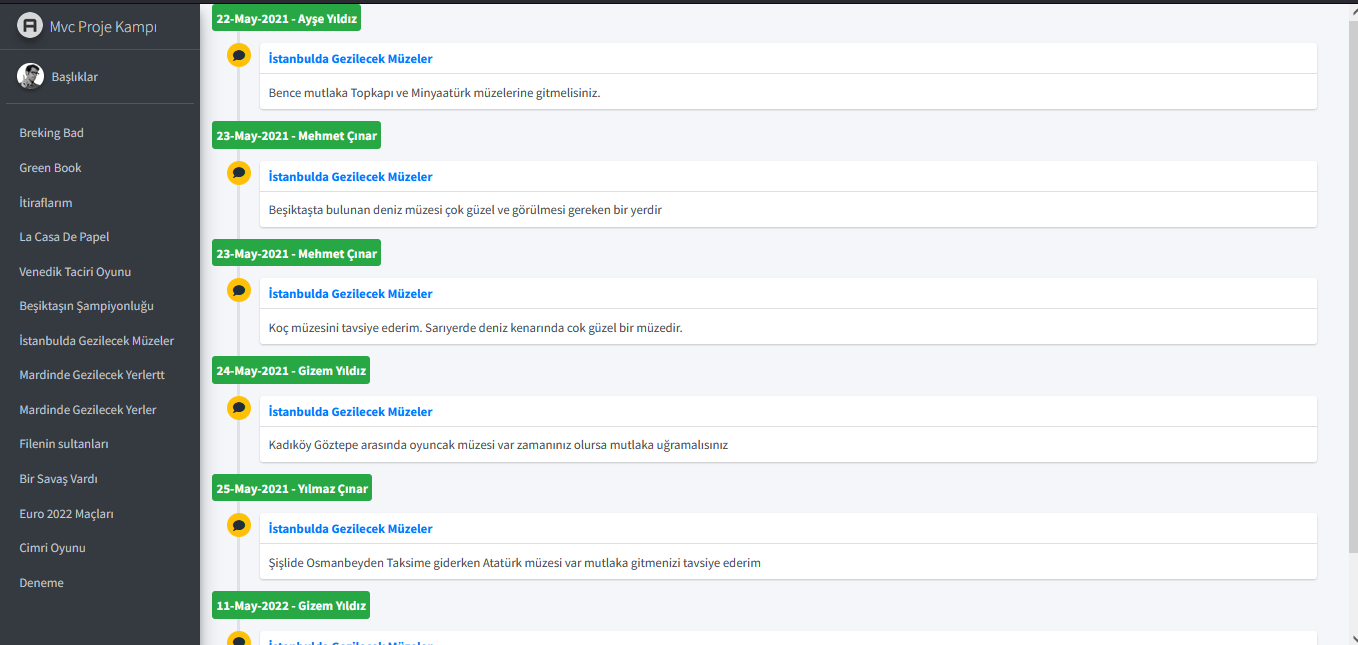 Mvc Proje Kampı
Başlıklar
Breking Bad
Green Book
İtiraflarım
La Casa De Papel
Venedik Taciri Oyunu
Beşiktaşın Şampiyonluğu
İstanbulda Gezilecek Müzeler
Mardinde Gezilecek Yerlertt
Mardinde Gezilecek Yerler
Filenin sultanları
Bir Savaş Vardı
Euro 2022 Maçları
Cimri Oyunu
Deneme
22-May-2021 - Ayşe Yıldız
İstanbulda Gezilecek Müzeler
Bence mutlaka Topkapı ve Minyaatürk müzelerine gitmelisiniz.
23-May-2021 - Mehmet Çınar
İstanbulda Gezilecek Müzeler
Beşiktaşta bulunan deniz müzesi çok güzel ve görülmesi gereken bir yerdir
23-May-2021 - Mehmet Çınar
İstanbulda Gezilecek Müzeler
Koç müzesini tavsiye ederim. Sarıyerde deniz kenarında cok güzel bir müzedir.
24-May-2021 - Gizem Yıldız
İstanbulda Gezilecek Müzeler
Kadıköy Göztepe arasında oyuncak müzesi var zamanınız olursa mutlaka uğramalısınız
25-May-2021 - Yılmaz Çınar
İstanbulda Gezilecek Müzeler
Şişlide Osmanbeyden Taksime giderken Atatürk müzesi var mutlaka gitmenizi tavsiye ederim
11-May-2022 - Gizem Yıldız
İstanbulda Gezilecek Müzeler